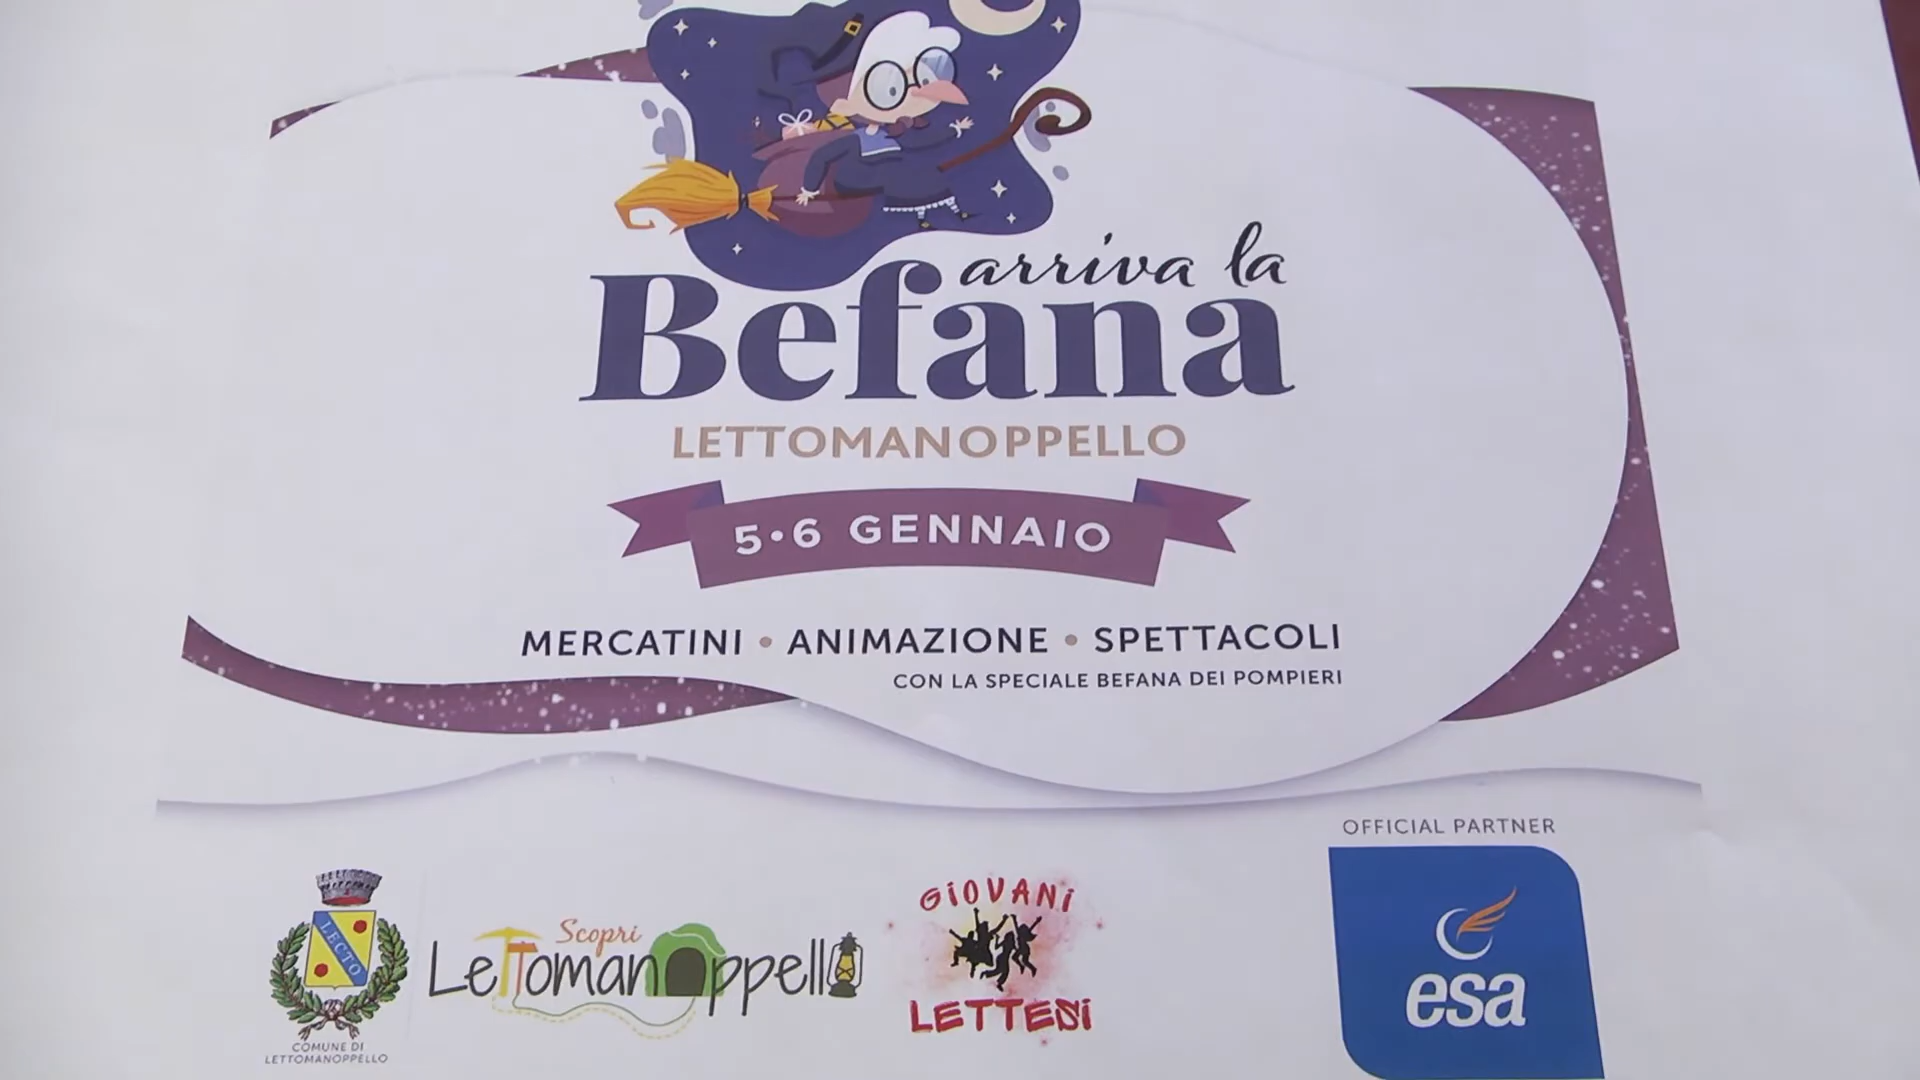 arriva la
Befana
LETTOMANOPPELLO
5•6 GENNAIO
MERCATINI • ANIMAZIONE • SPETTACOLI
CON LA SPECIALE BEFANA DEI POMPIERI
OFFICIAL PARTNER
LECTO
COMUNE DI
LETTOMANOPPELLO
Scopri
LeTTomanOppello
GiOVANi
LETTESi
esa